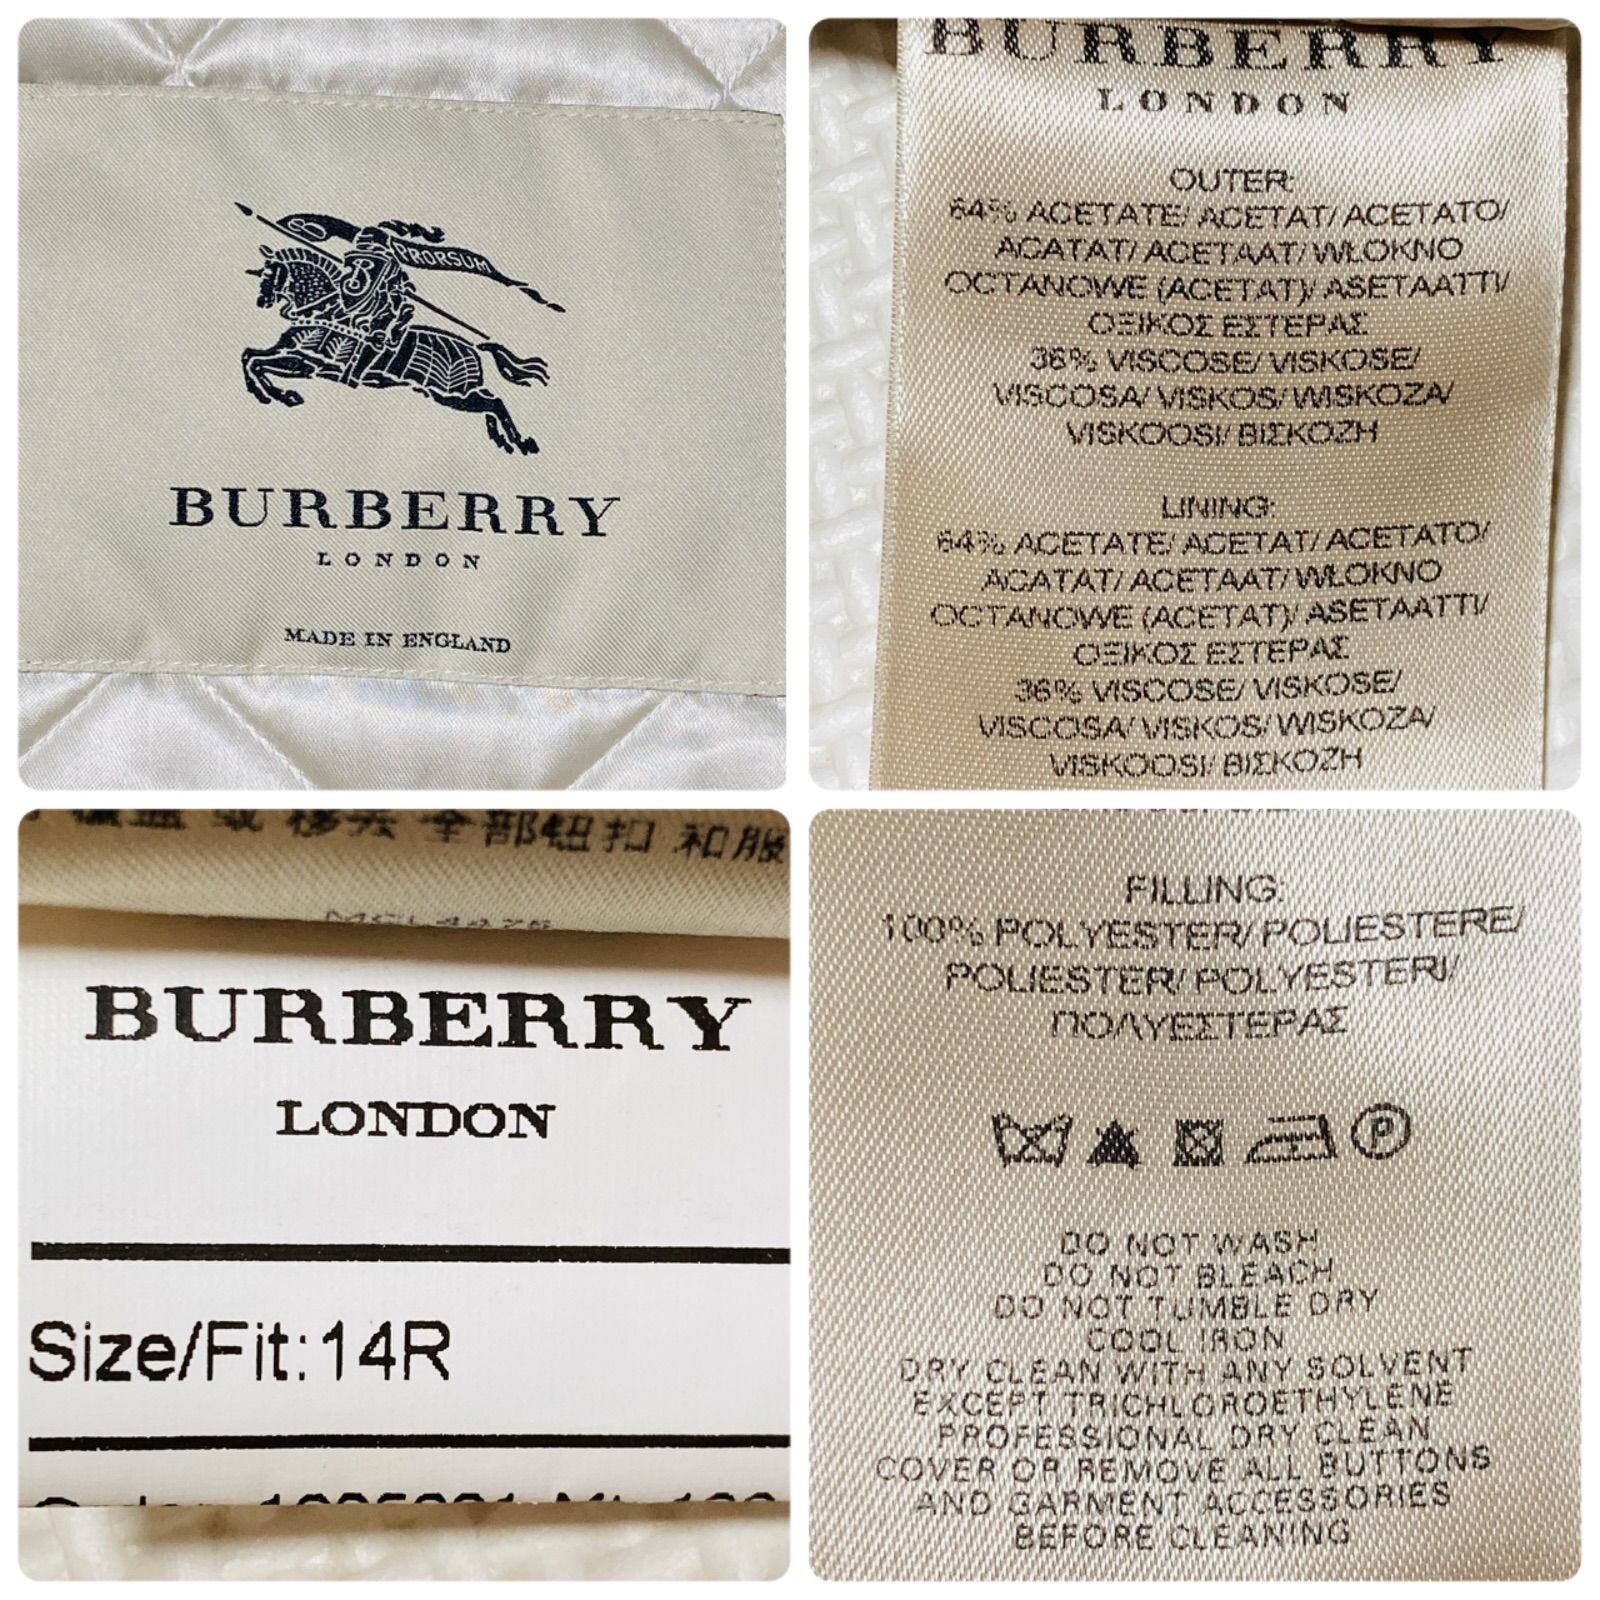 PRORSUM
B
BURBERRY
LONDON
MADE IN ENGLAND
BURBERRY
LONDON
OUTER:
64% ACETATE/ ACETAT/ ACETATO/
ACATAT/ ACETAAT/ WŁOKNO
OCTANOWE (ACETAT)/ ASETAATTI/
ΟΞΙΚΟΣ ΕΣΤΕΡΑΣ
36% VISCOSE/ VISKOSE/
VISCOSA/ VISKOS/ WISKOZA/
VISKOOSI/ ΒΙΣΚΟΖΗ
LINING:
64% ACETATE/ ACETAT/ ACETATO/
ACATAT/ ACETAAT/ WŁOKNO
OCTANOWE (ACETAT)/ ASETAATTI/
ΟΞΙΚΟΣ ΕΣΤΕΡΑΣ
36% VISCOSE/ VISKOSE/
VISCOSA/ VISKOS/ WISKOZA/
VISKOOSI/ ΒΙΣΚΟΖΗ
全部钮扣 和服
BURBERRY
LONDON
Size/Fit:14R
FILLING:
100% POLYESTER/ POLIESTERE/
POLIESTER/ POLYESTERI/
ΠΟΛΥΕΣΤΕΡΑΣ
P
DO NOT WASH
DO NOT BLEACH
DO NOT TUMBLE DRY
COOL IRON
DRY CLEAN WITH ANY SOLVENT
EXCEPT TRICHLOROETHYLENE
PROFESSIONAL DRY CLEAN
COVER OR REMOVE ALL BUTTONS
AND GARMENT ACCESSORIES
BEFORE CLEANING